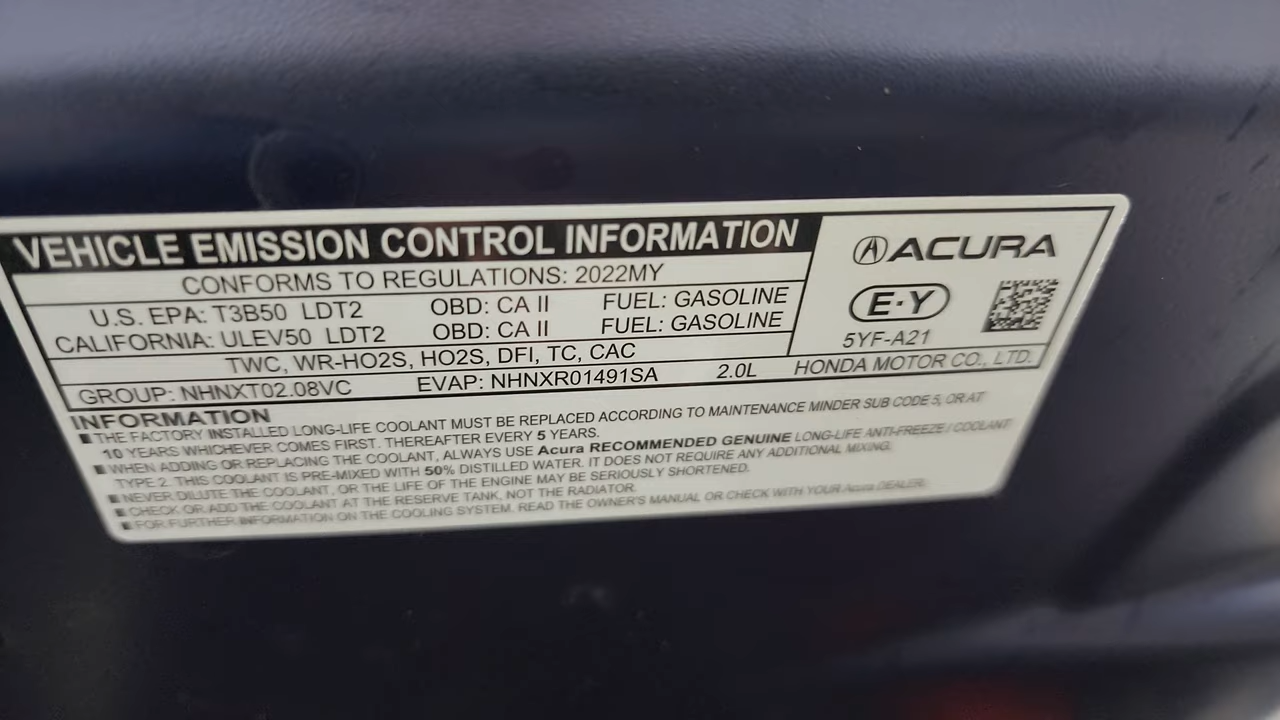 VEHICLE EMISSION CONTROL INFORMATION
CONFORMS TO REGULATIONS: 2022MY
U.S. EPA: T3B50 LDT2 OBD: CA II FUEL: GASOLINE
CALIFORNIA: ULEV50 LDT2 OBD: CA II FUEL: GASOLINE
TWC, WR-HO2S, HO2S, DFI, TC, CAC
GROUP: NHNXT02.08VC EVAP: NHNXR01491SA 2.0L
ACURA
E·Y
5YF-A21
HONDA MOTOR CO., LTD.
INFORMATION
■ THE FACTORY INSTALLED LONG-LIFE COOLANT MUST BE REPLACED ACCORDING TO MAINTENANCE MINDER SUB CODE 5, OR AT
10 YEARS WHICHEVER COMES FIRST. THEREAFTER EVERY 5 YEARS.
■ WHEN ADDING OR REPLACING THE COOLANT, ALWAYS USE Acura RECOMMENDED GENUINE LONG-LIFE ANTI-FREEZE / COOLANT
TYPE 2. THIS COOLANT IS PRE-MIXED WITH 50% DISTILLED WATER. IT DOES NOT REQUIRE ANY ADDITIONAL MIXING.
■ NEVER DILUTE THE COOLANT, OR THE LIFE OF THE ENGINE MAY BE SERIOUSLY SHORTENED.
■ CHECK OR ADD THE COOLANT AT THE RESERVE TANK, NOT THE RADIATOR.
■ FOR FURTHER INFORMATION ON THE COOLING SYSTEM. READ THE OWNER'S MANUAL OR CHECK WITH YOUR Acura DEALER.